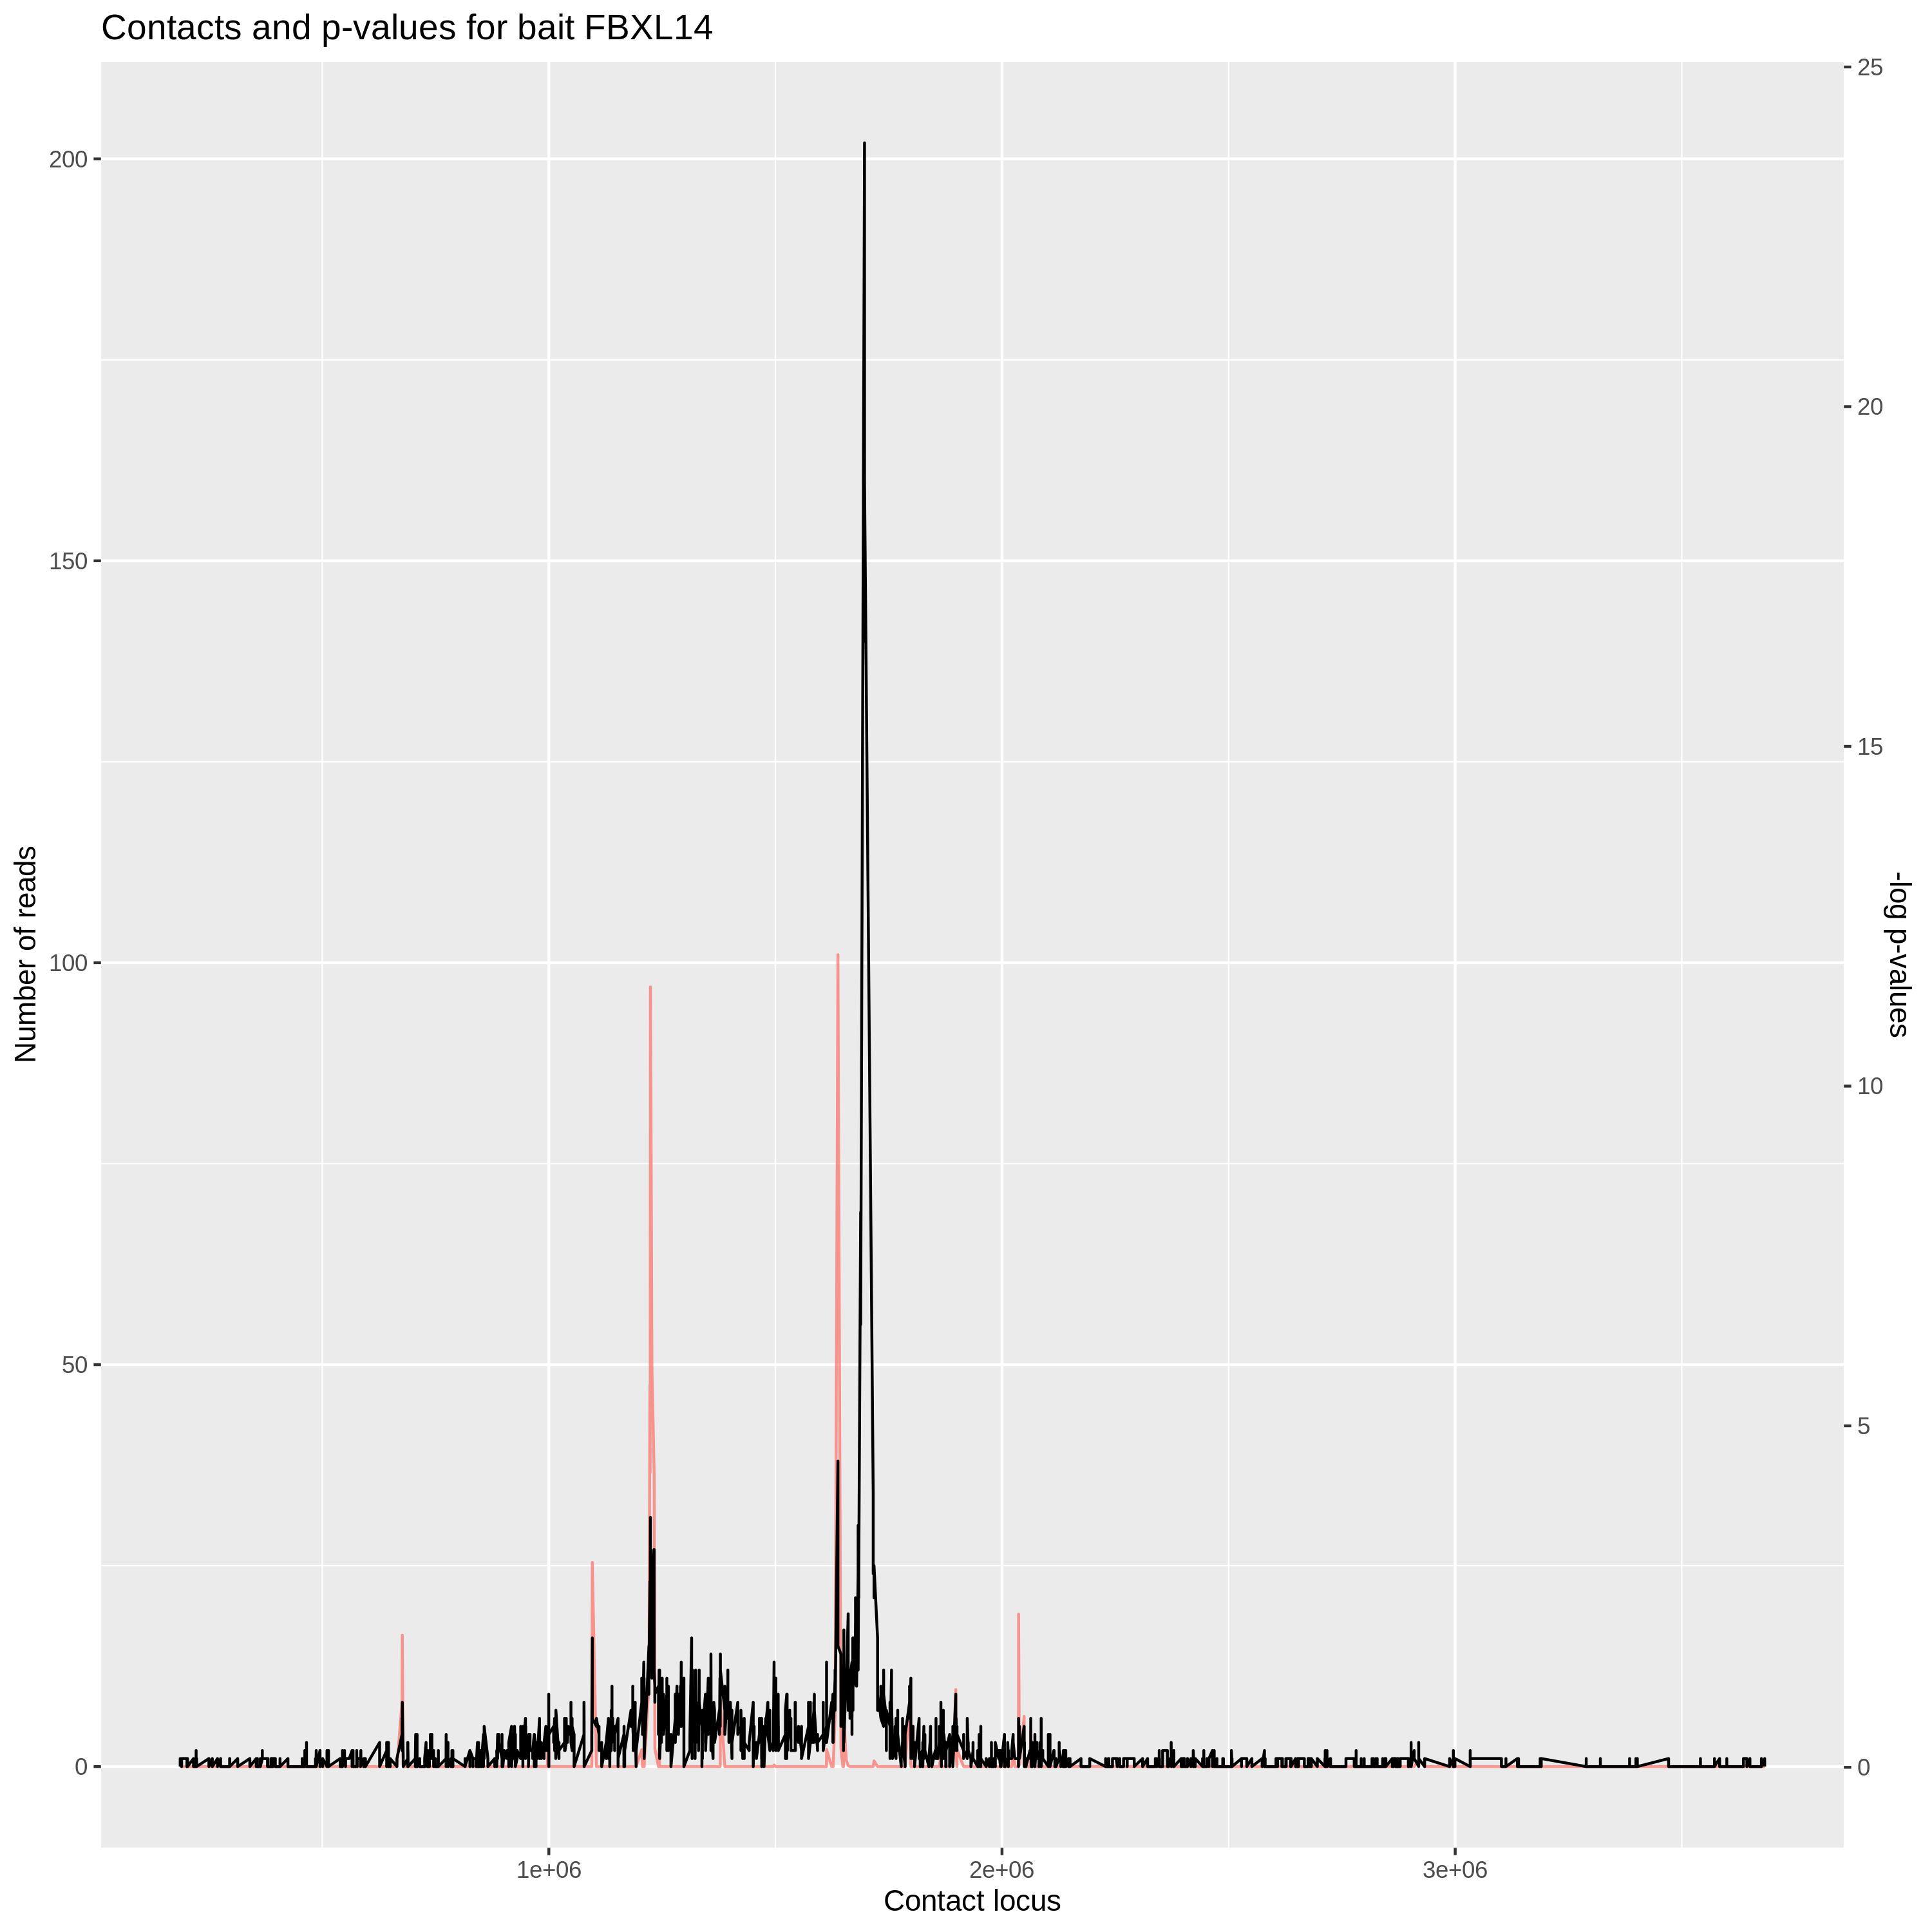 Contacts and p-values for bait FBXL14
25
200
20
150
15
Number of reads
-log p-values
100
10
50
5
0
0
1e+06
2e+06
3e+06
Contact locus